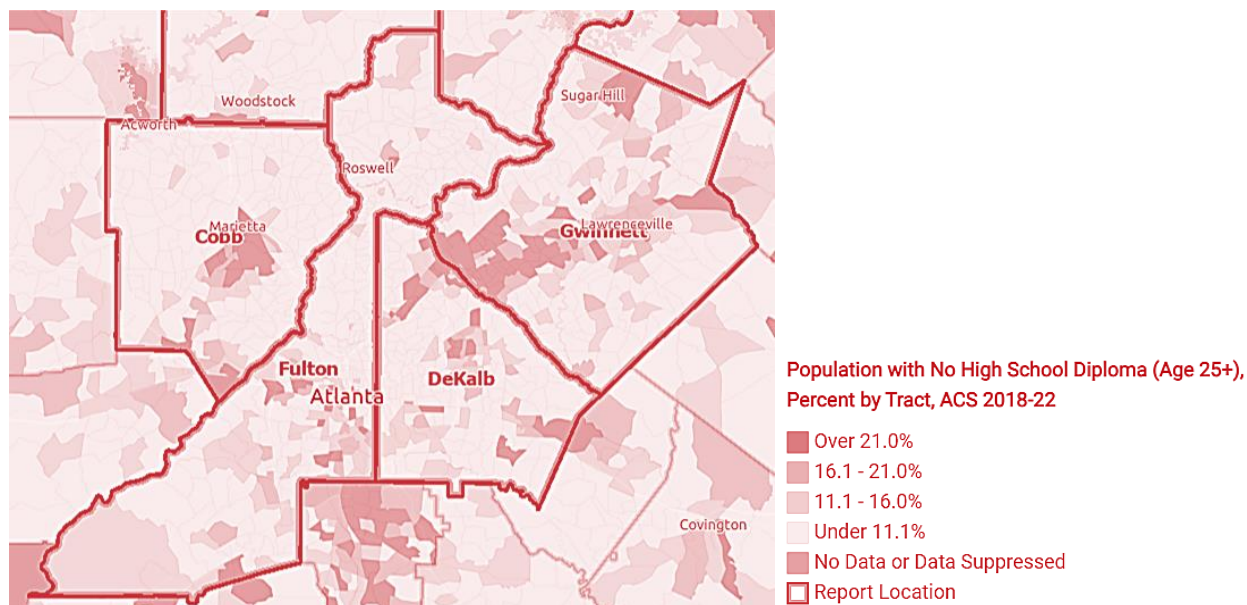 Woodstock
Sugar Hill
Acworth
Roswell
Marietta
Cobb
Lawrenceville
Gwinnett
Fulton
DeKalb
Atlanta
Covington
Population with No High School Diploma (Age 25+),
Percent by Tract, ACS 2018-22
Over 21.0%
16.1 - 21.0%
11.1 - 16.0%
Under 11.1%
No Data or Data Suppressed
Report Location